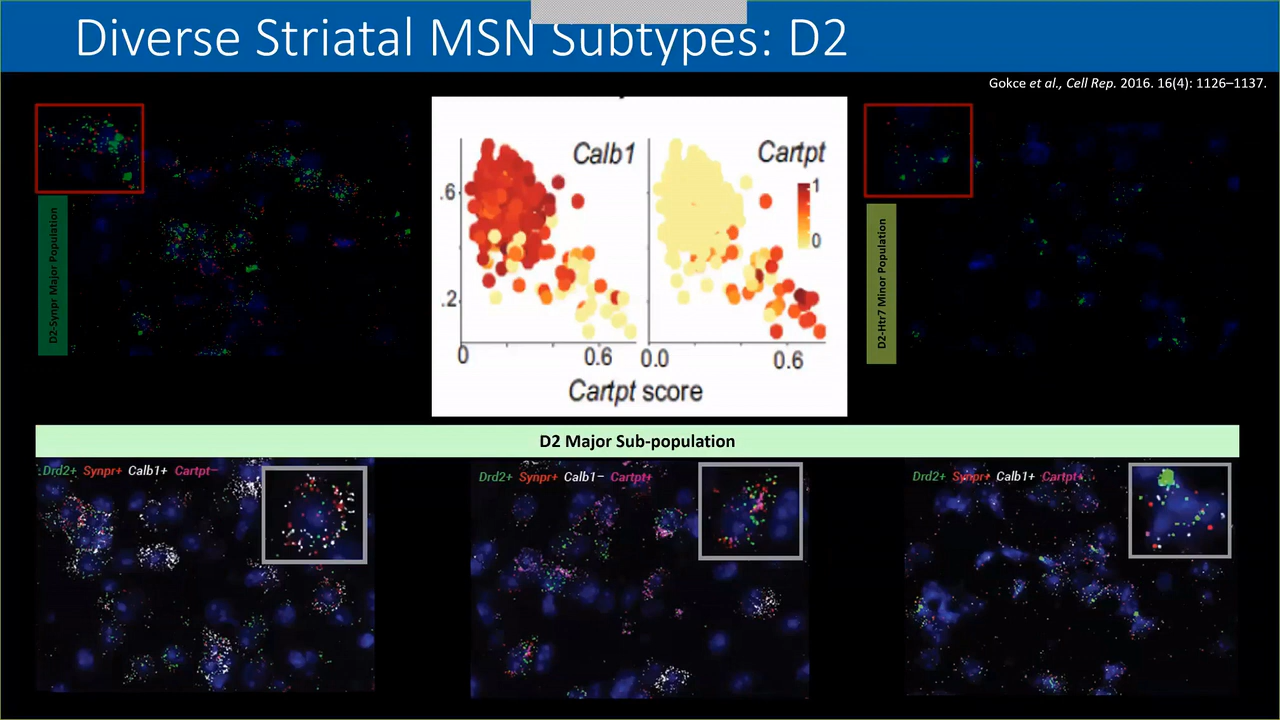 Diverse Striatal MSN Subtypes: D2
Gokce et al., Cell Rep. 2016. 16(4): 1126–1137.
D2-Synpr Major Population
Calb1
Cartpt
.6
.2
1
0
0
0.6
0.0
0.6
Cartpt score
D2-Htr7 Minor Population
D2 Major Sub-population
Drd2+ Synpr+ Calb1+ Cartpt–
Drd2+ Synpr+ Calb1– Cartpt+
Drd2+ Synpr+ Calb1+ Cartpt+